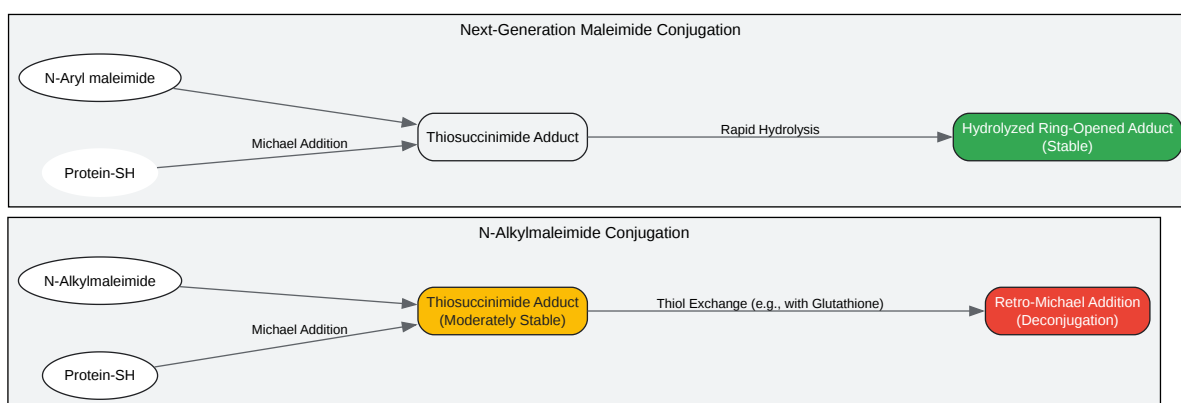 Next-Generation Maleimide Conjugation
N-Aryl maleimide
Protein-SH
Michael Addition
Thiosuccinimide Adduct
Rapid Hydrolysis
Hydrolyzed Ring-Opened Adduct
(Stable)
N-Alkylmaleimide Conjugation
N-Alkylmaleimide
Protein-SH
Michael Addition
Thiosuccinimide Adduct
(Moderately Stable)
Thiol Exchange (e.g., with Glutathione)
Retro-Michael Addition
(Deconjugation)